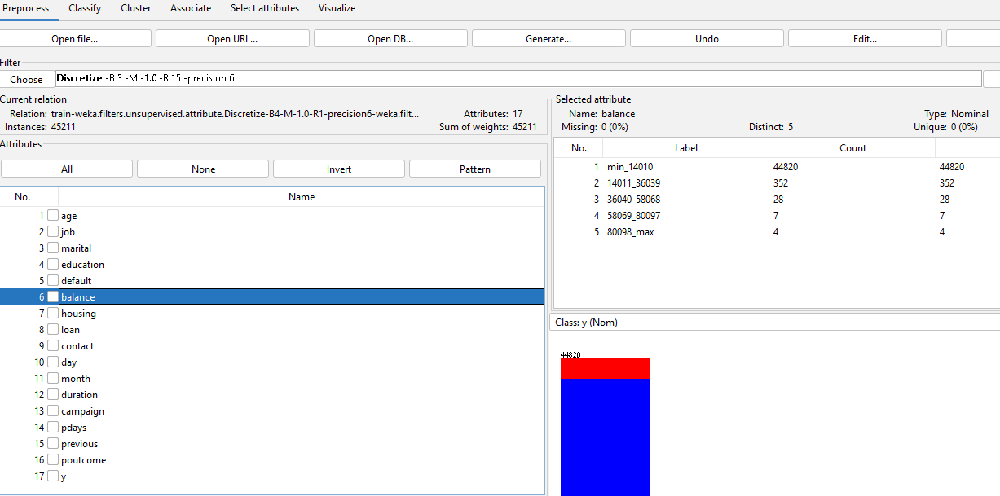 Preprocess Classify Cluster Associate Select attributes Visualize
Open file... Open URL... Open DB... Generate... Undo Edit...
Filter
Choose Discretize -B 3 -M -1.0 -R 15 -precision 6
Current relation
Relation: train-weka.filters.unsupervised.attribute.Discretize-B4-M-1.0-R1-precision6-weka.filt... Attributes: 17
Instances: 45211 Sum of weights: 45211
Attributes
All None Invert Pattern
No. Name
1 age
2 job
3 marital
4 education
5 default
6 balance
7 housing
8 loan
9 contact
10 day
11 month
12 duration
13 campaign
14 pdays
15 previous
16 poutcome
17 y
Selected attribute
Name: balance Type: Nominal
Missing: 0 (0%) Distinct: 5 Unique: 0 (0%)
No. Label Count
1 min_14010 44820 44820
2 14011_36039 352 352
3 36040_58068 28 28
4 58069_80097 7 7
5 80098_max 4 4
Class: y (Nom)
44820